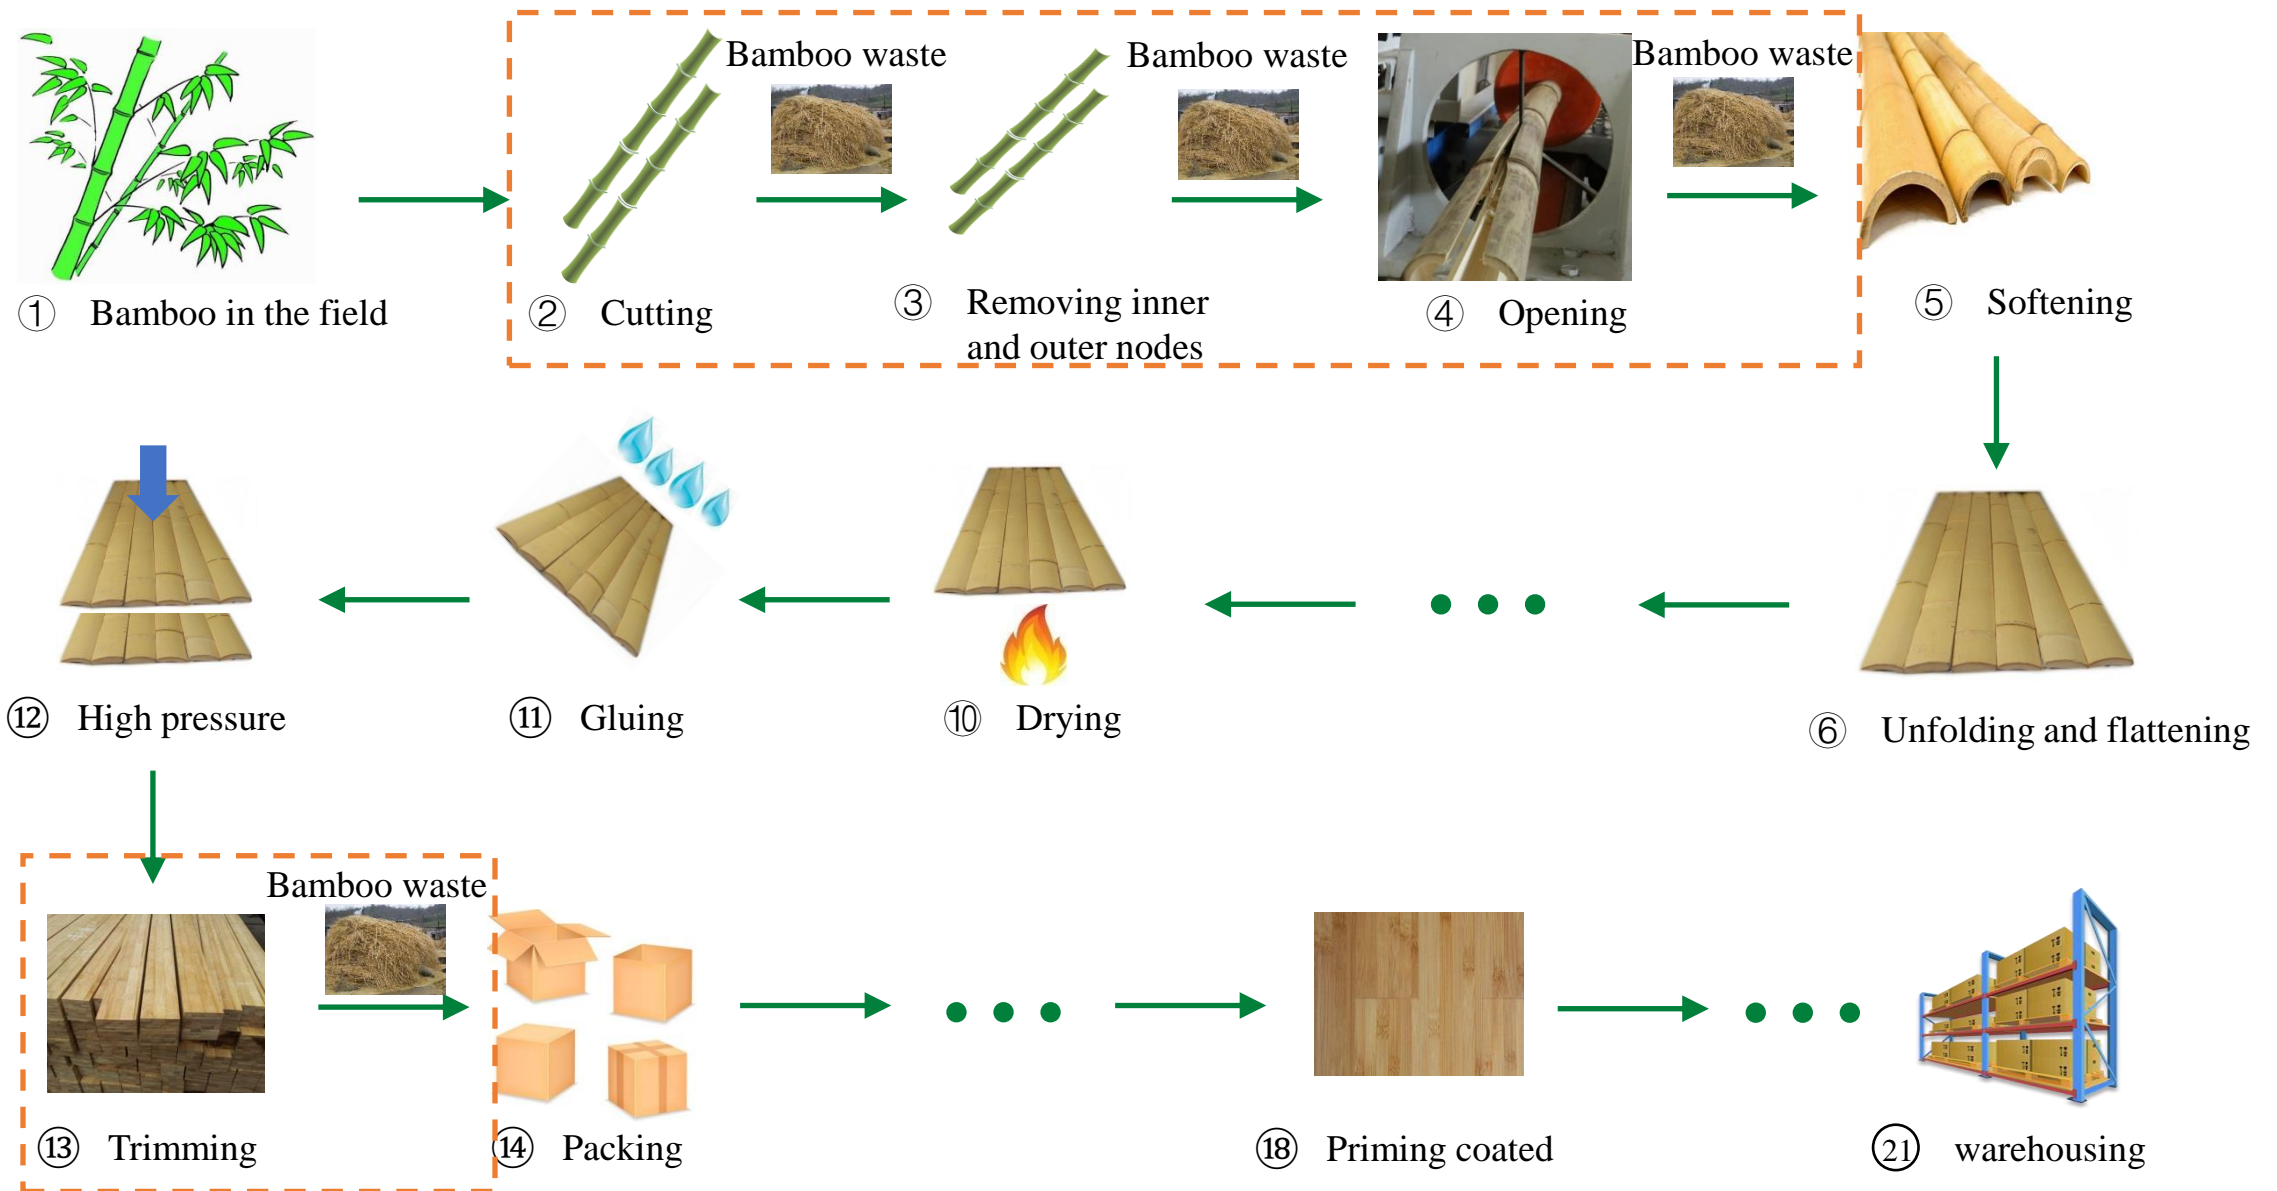 Bamboo waste
Bamboo waste
Bamboo waste
① Bamboo in the field
② Cutting
③ Removing inner
and outer nodes
④ Opening
⑤ Softening
⑫ High pressure
⑪ Gluing
⑩ Drying
⑥ Unfolding and flattening
Bamboo waste
⑬ Trimming
⑭ Packing
⑱ Priming coated
㉑ warehousing